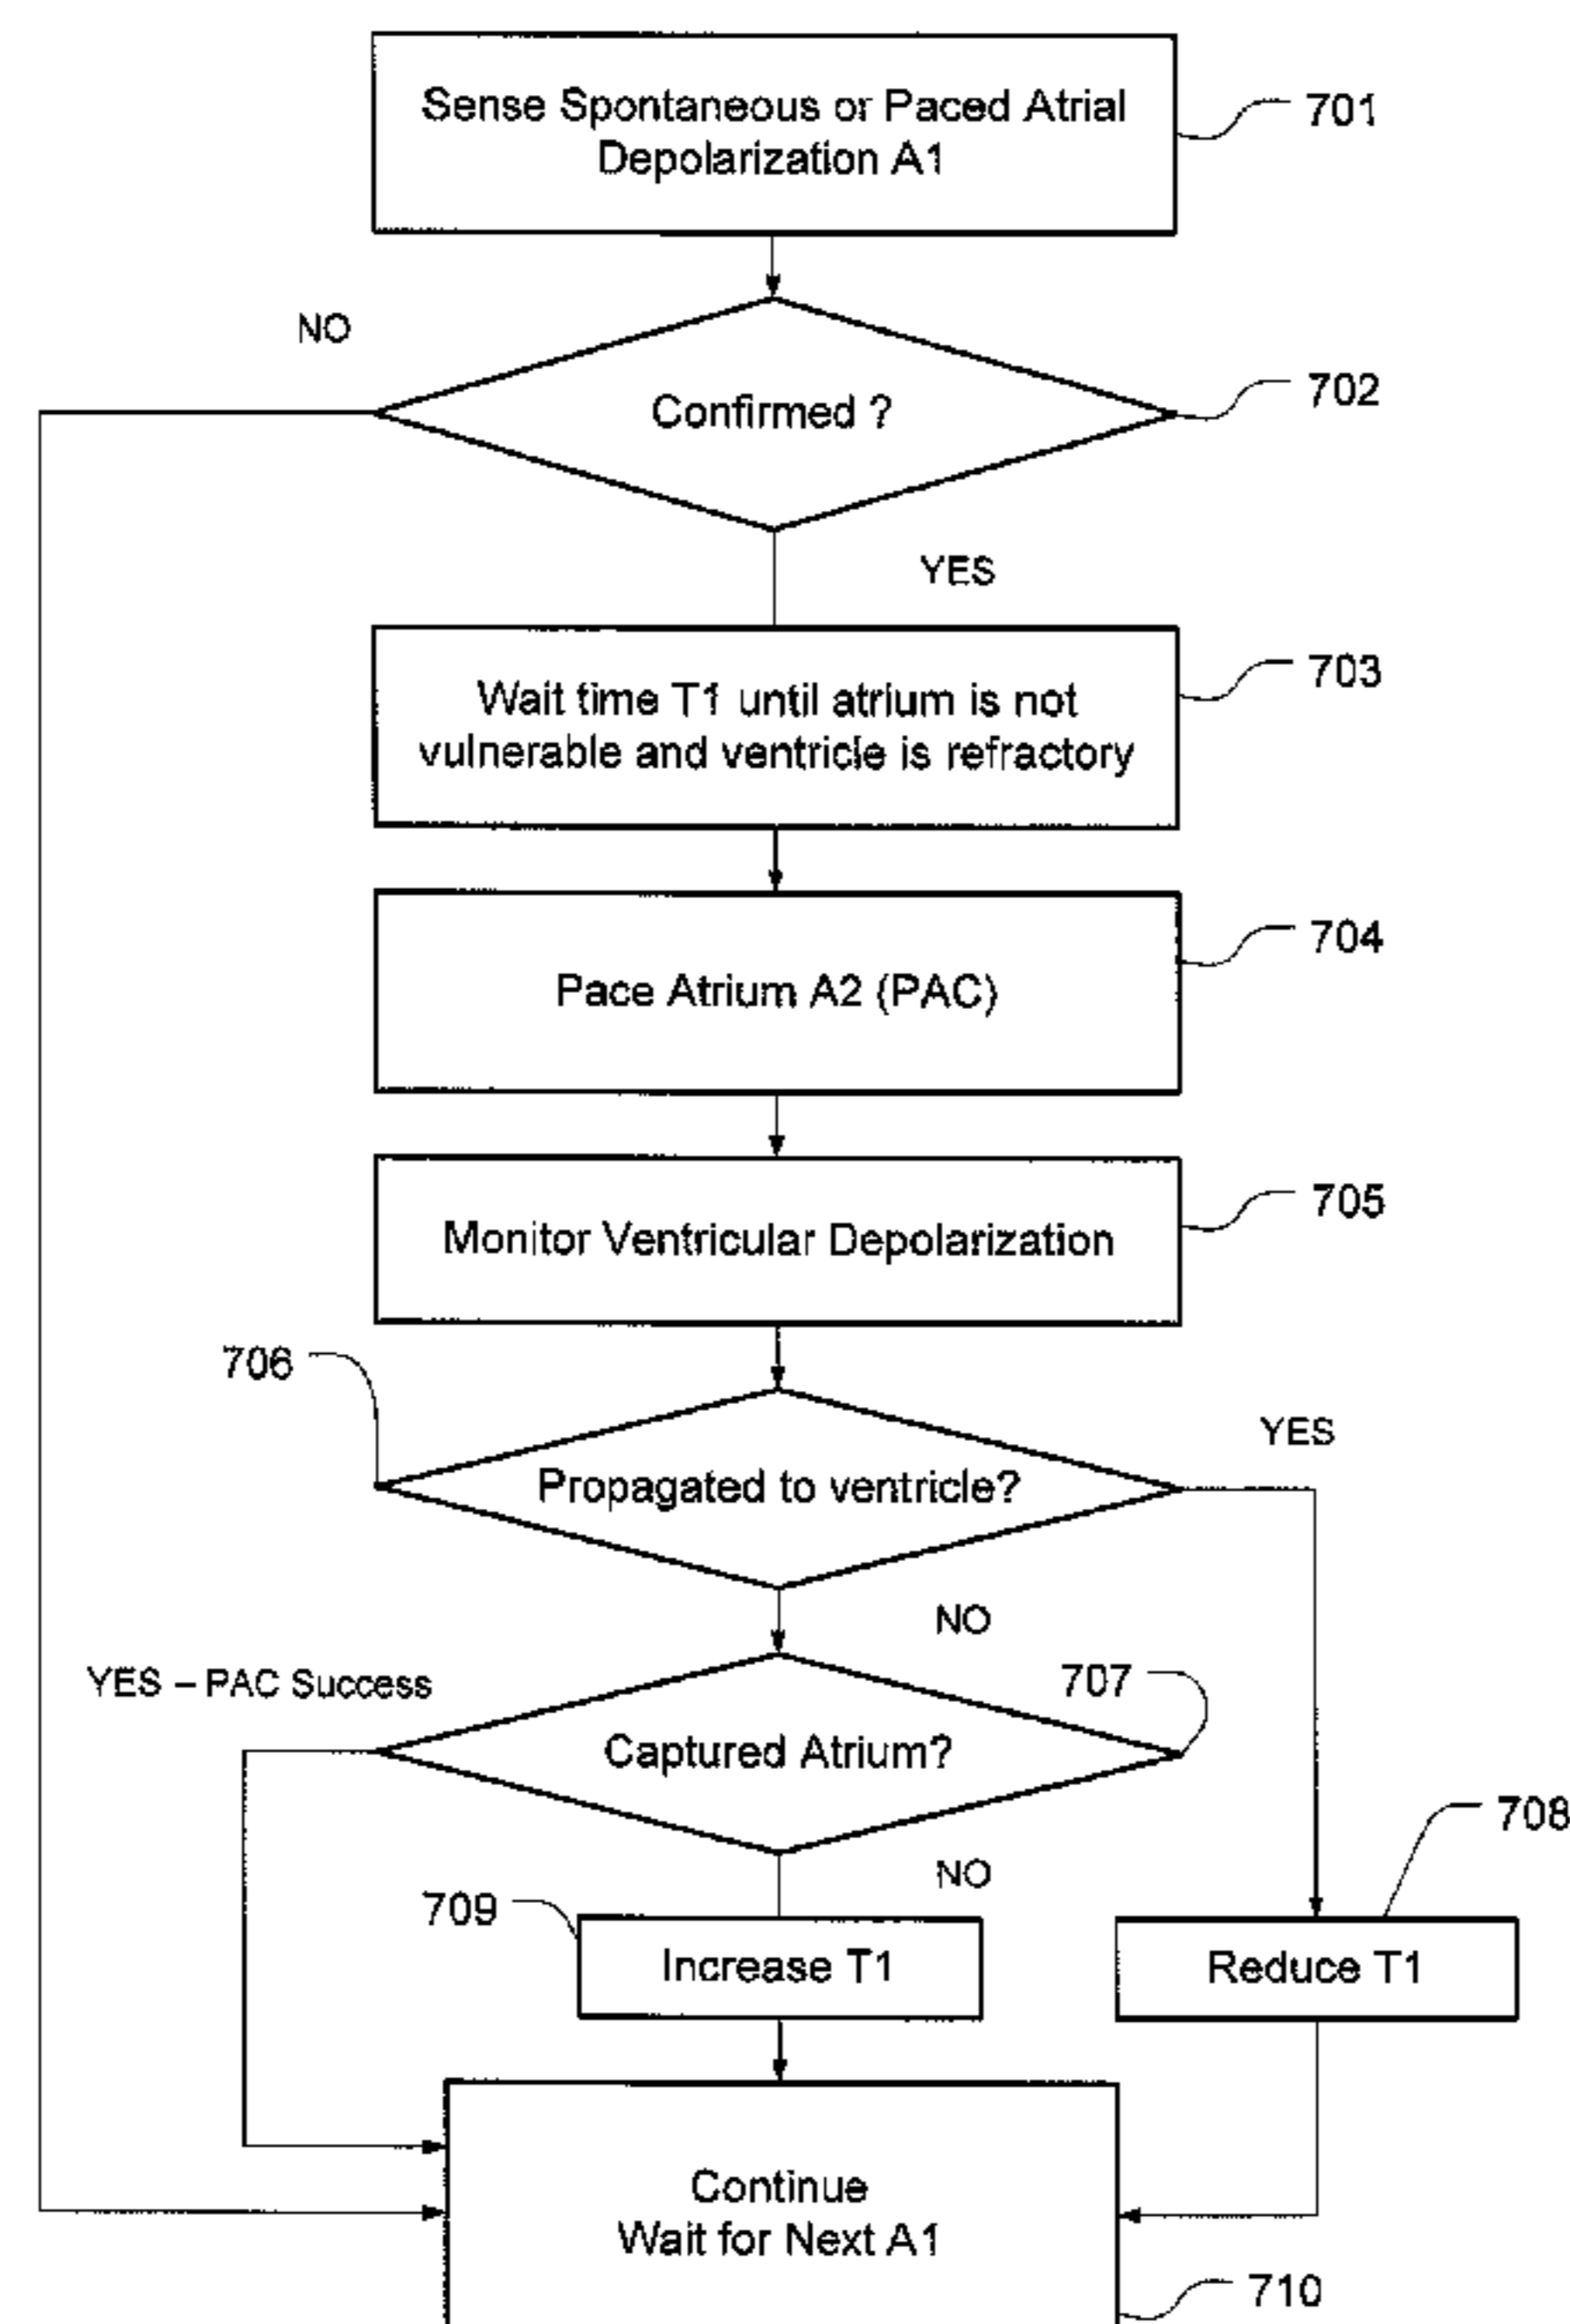 Sense Spontaneous or Paced Atrial
Depolarization A1
701
NO
Confirmed ?
702
YES
Wait time T1 until atrium is not
vulnerable and ventricle is refractory
703
Pace Atrium A2 (PAC)
704
Monitor Ventricular Depolarization
705
706
Propagated to ventricle?
YES
NO
YES – PAC Success
Captured Atrium?
707
NO
709
Increase T1
708
Reduce T1
Continue
Wait for Next A1
710